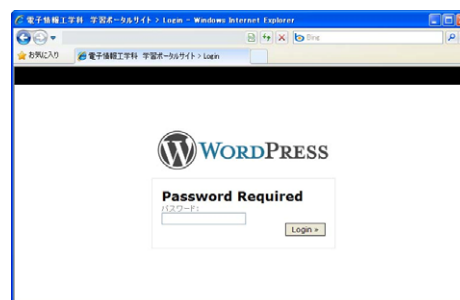 電子情報工学科 学習ポータルサイト > Login - Windows Internet Explorer
Bing
お気に入り
電子情報工学科 学習ポータルサイト > Login
WORDPRESS
Password Required
パスワード:
Login »